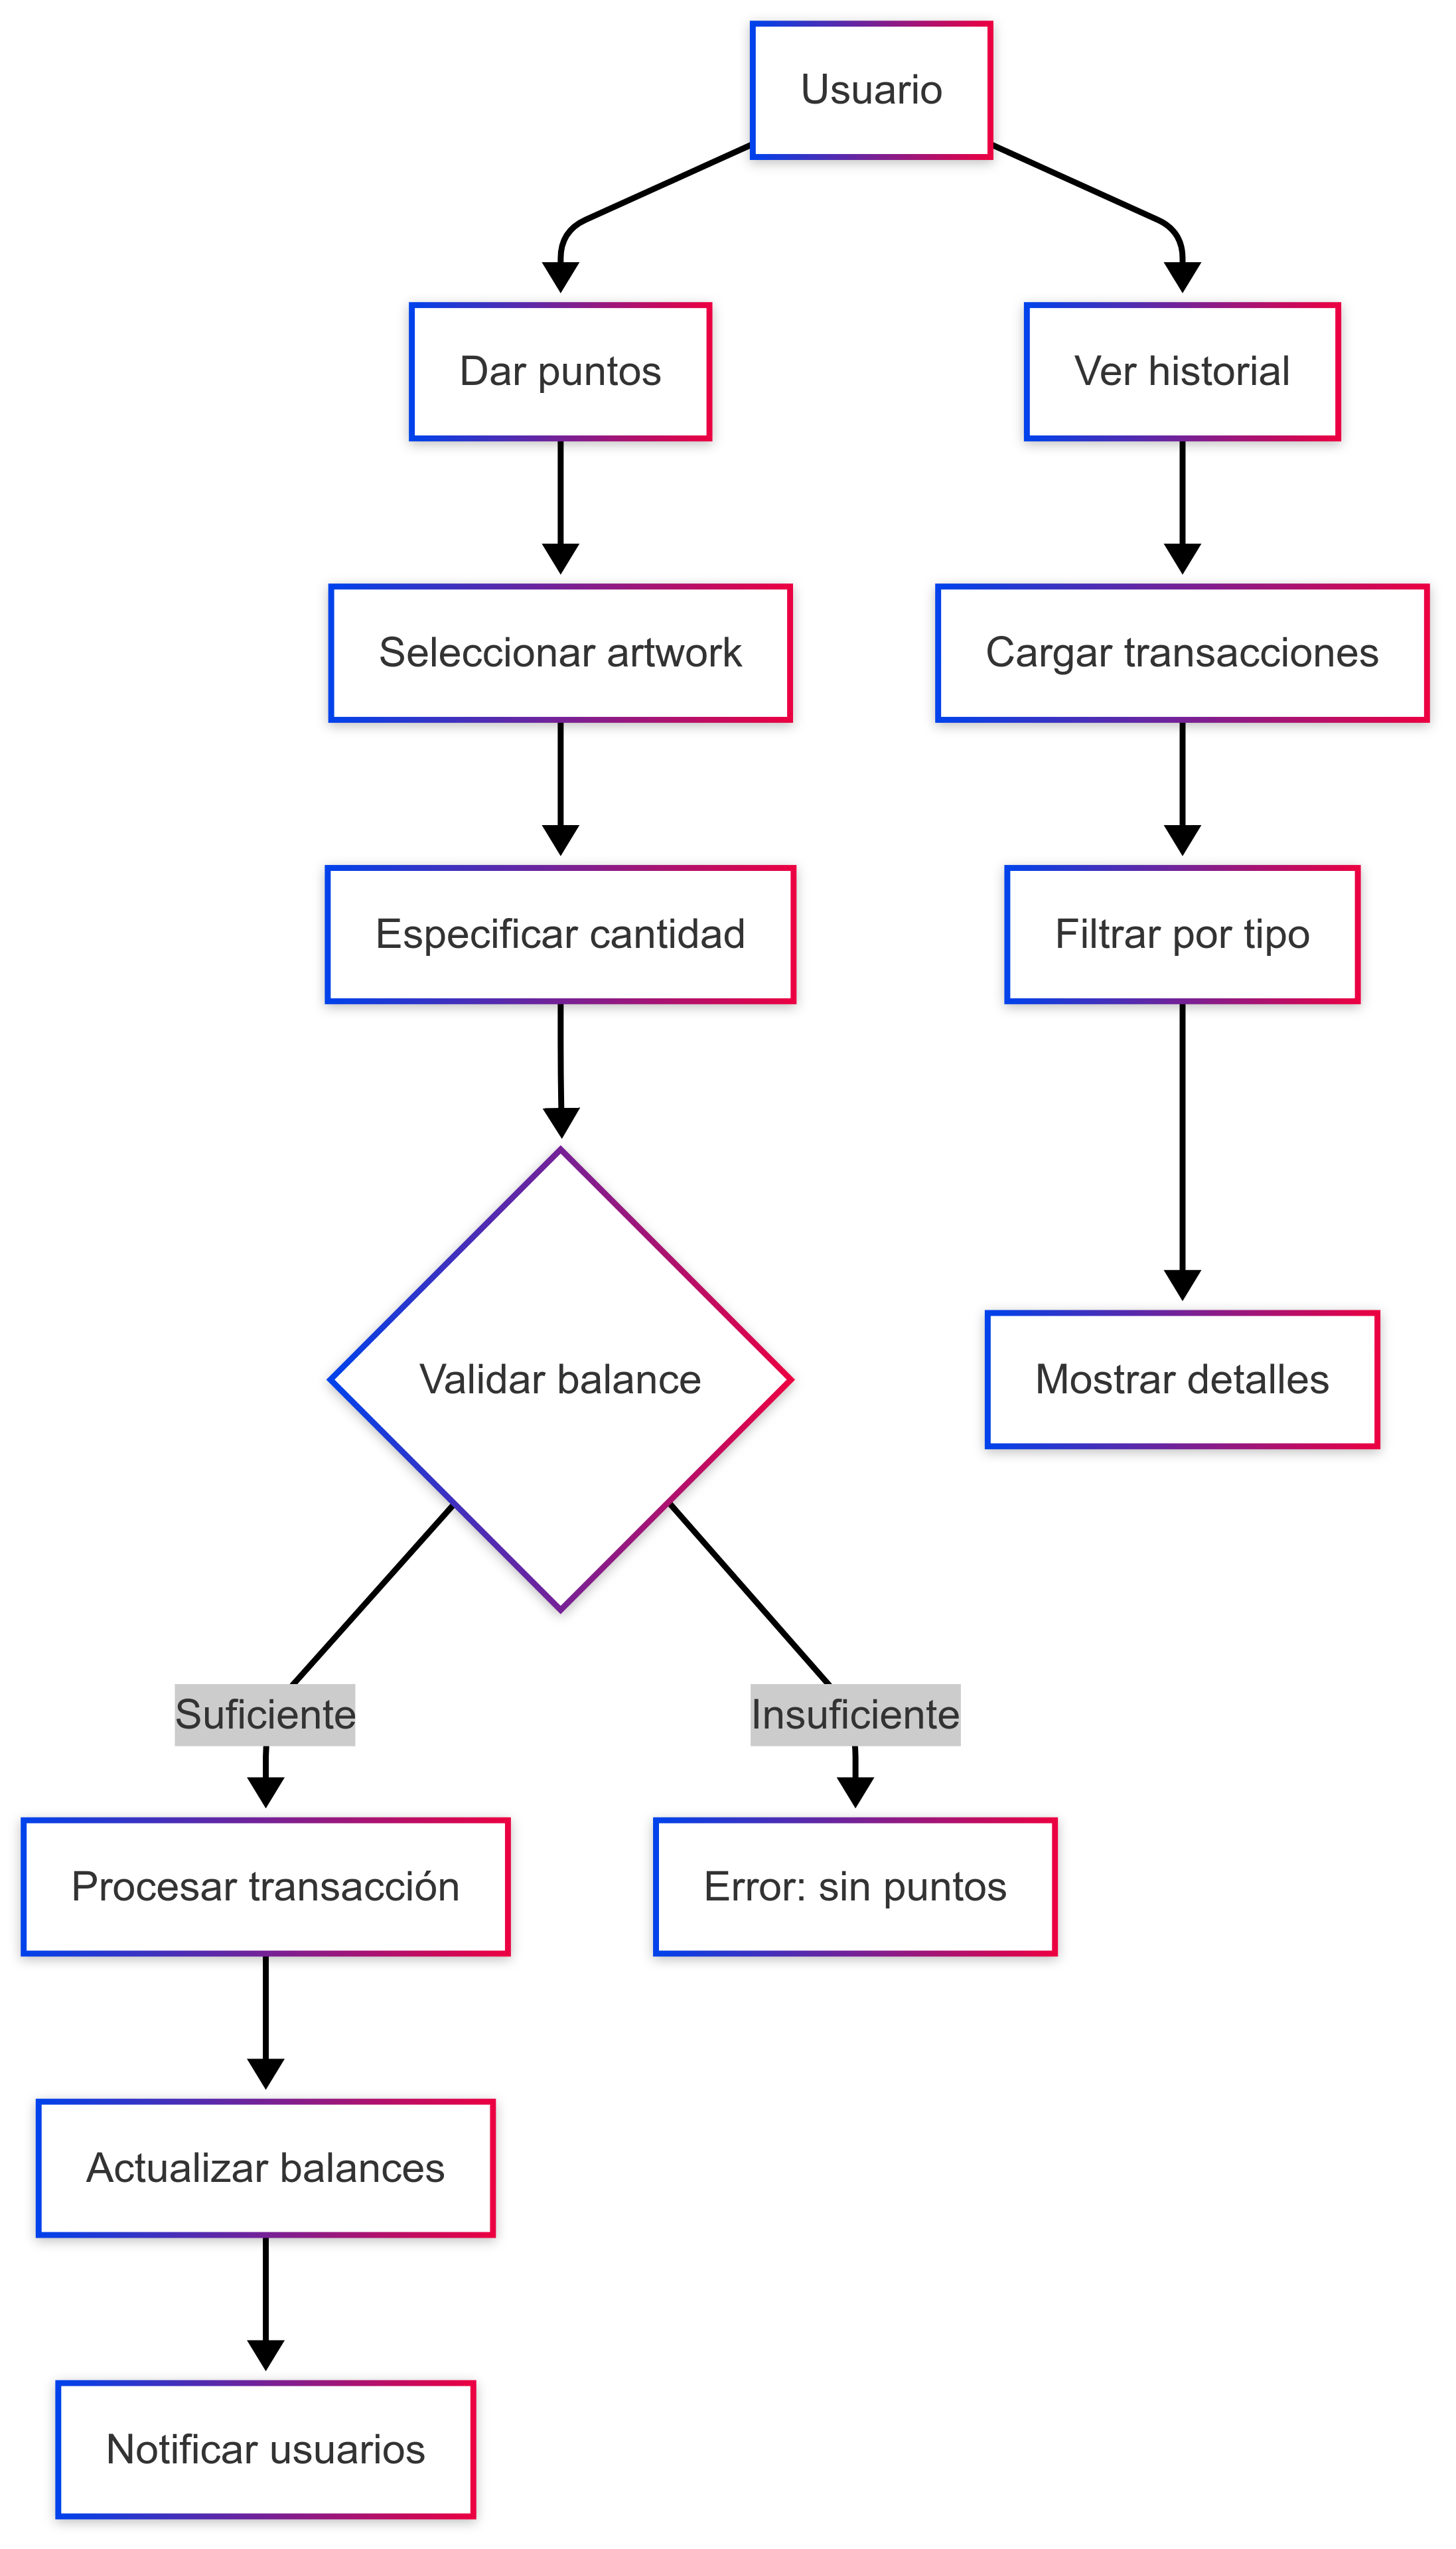 Usuario
Dar puntos
Ver historial
Seleccionar artwork
Cargar transacciones
Especificar cantidad
Filtrar por tipo
Validar balance
Mostrar detalles
Suficiente
Insuficiente
Procesar transacción
Error: sin puntos
Actualizar balances
Notificar usuarios